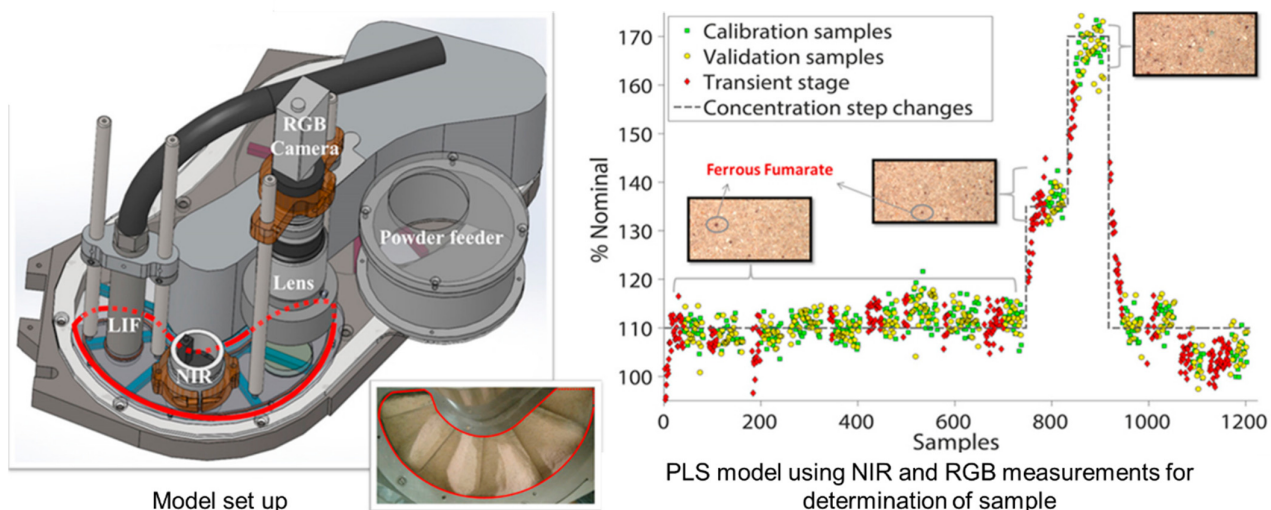 RGB
Camera
Powder feeder
Lens
LIF
NIR
Model set up
% Nominal
170
160
150
140
130
120
110
100
Calibration samples
Validation samples
Transient stage
Concentration step changes
Ferrous Fumarate
0
200
400
600
800
1000
1200
Samples
PLS model using NIR and RGB measurements for
determination of sample